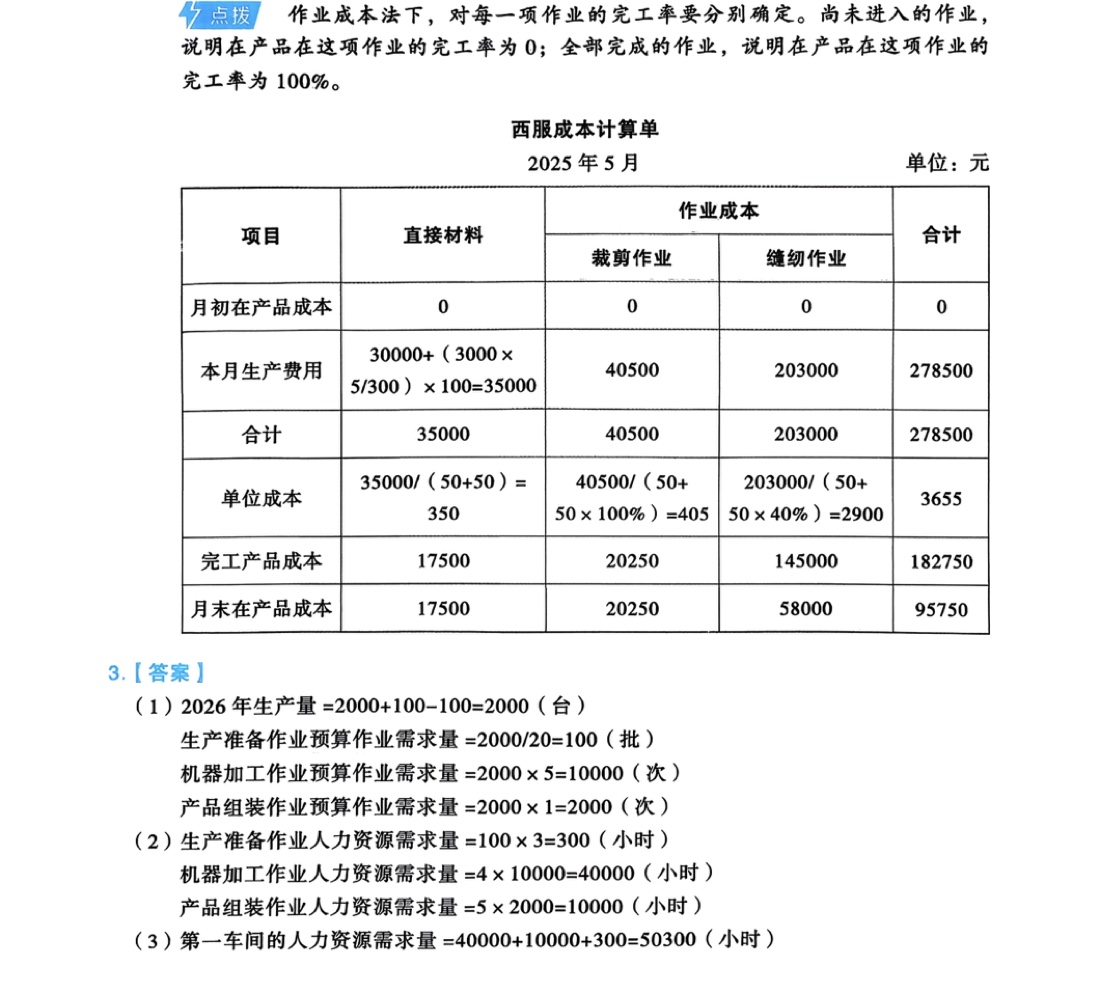 点拨 作业成本法下，对每一项作业的完工率要分别确定。尚未进入的作业，
说明在产品在这项作业的完工率为 0；全部完成的作业，说明在产品在这项作业的
完工率为 100%。
西服成本计算单
2025 年 5 月 单位：元
项目 直接材料 作业成本 合计
裁剪作业 缝纫作业
月初在产品成本 0 0 0 0
本月生产费用 30000+（3000×
5/300）×100=35000 40500 203000 278500
合计 35000 40500 203000 278500
单位成本 35000/（50+50）=
350 40500/（50+
50×100%）=405 203000/（50+
50×40%）=2900 3655
完工产品成本 17500 20250 145000 182750
月末在产品成本 17500 20250 58000 95750
3.【答案】
（1）2026 年生产量 =2000+100-100=2000（台）
生产准备作业预算作业需求量 =2000/20=100（批）
机器加工作业预算作业需求量 =2000×5=10000（次）
产品组装作业预算作业需求量 =2000×1=2000（次）
（2）生产准备作业人力资源需求量 =100×3=300（小时）
机器加工作业人力资源需求量 =4×10000=40000（小时）
产品组装作业人力资源需求量 =5×2000=10000（小时）
（3）第一车间的人力资源需求量 =40000+10000+300=50300（小时）